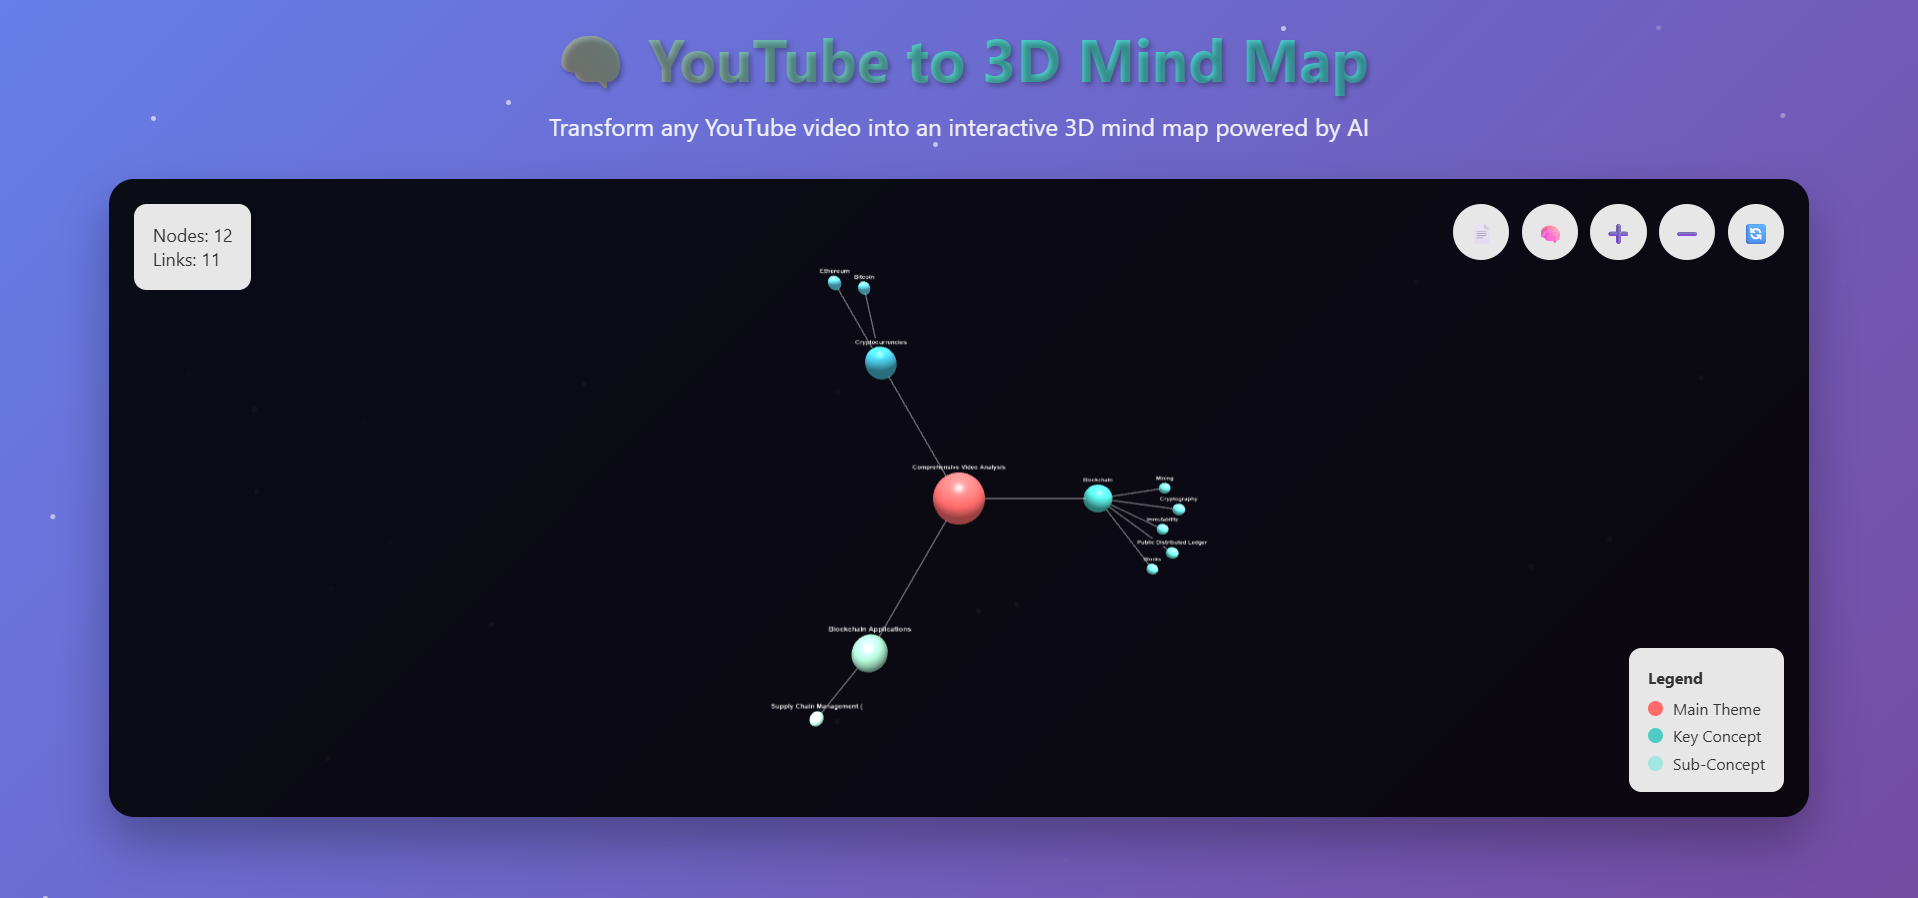 YouTube to 3D Mind Map
Transform any YouTube video into an interactive 3D mind map powered by AI
Nodes: 12
Links: 11
Ethereum
Bitcoin
Cryptocurrencies
Comprehensive Video Analysis
Blockchain
Mining
Cryptography
Immutability
Public Distributed Ledger
Blocks
Blockchain Applications
Supply Chain Management (
Legend
Main Theme
Key Concept
Sub-Concept